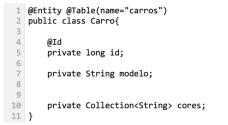 1 @Entity @Table(name="carros")
2 public class Carro{
3
4 @Id
5 private long id;
6
7 private String modelo;
8
9
10 private Collection<String> cores;
11 }